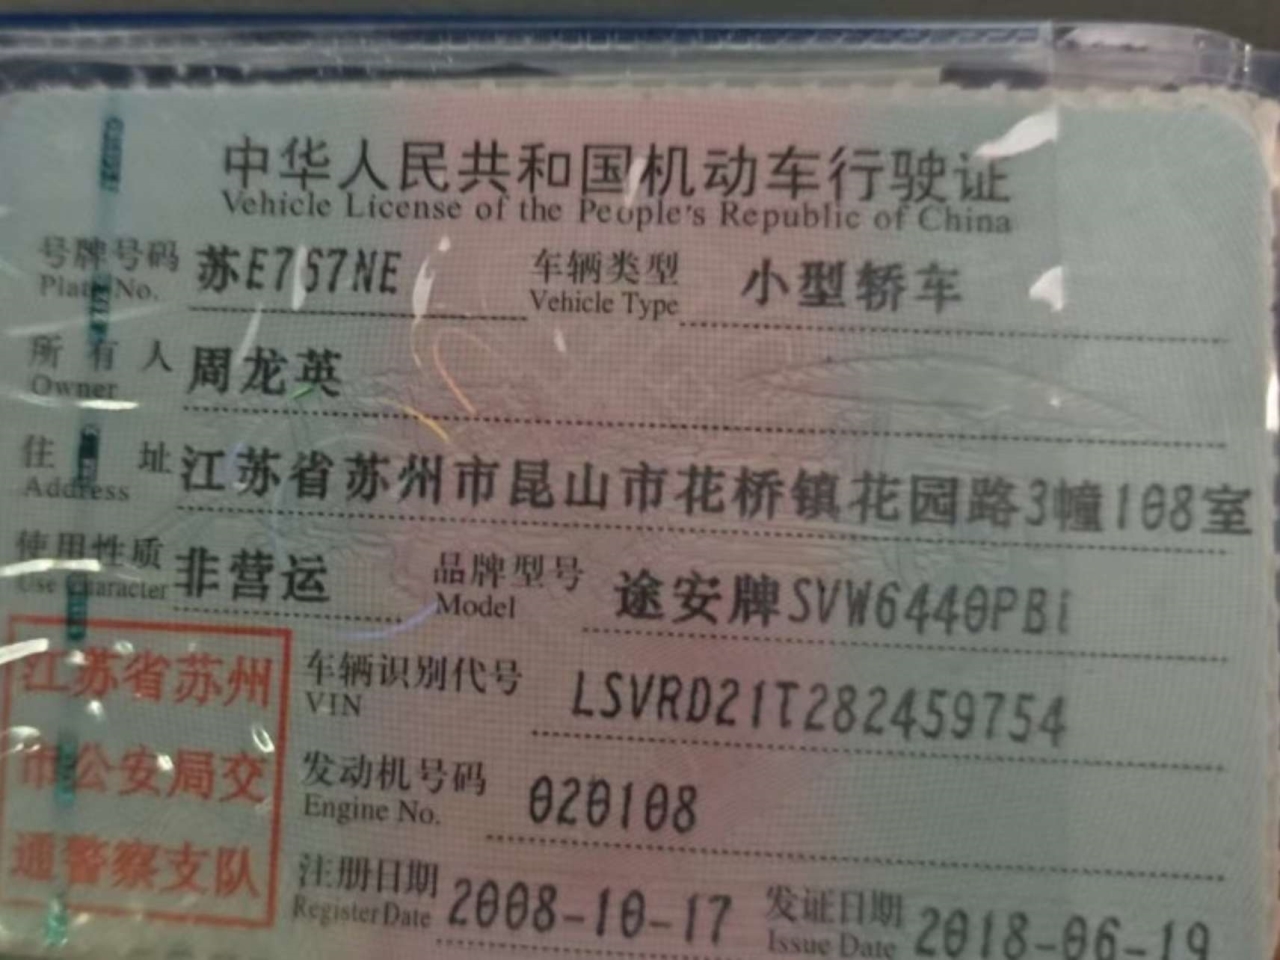 中华人民共和国机动车行驶证
Vehicle License of the People's Republic of China
号牌号码 苏E767NE 车辆类型 小型轿车
Plate No. Vehicle Type
所有人 周龙英
Owner
住址 江苏省苏州市昆山市花桥镇花园路3幢108室
Address
使用性质 非营运 品牌型号 途安牌SVW6440PBi
Use Character Model
江苏省苏州
市公安局交
通警察支队
车辆识别代号 LSVRD21T282459754
VIN
发动机号码 020108
Engine No.
注册日期 2008-10-17 发证日期 2018-06-19
Register Date Issue Date